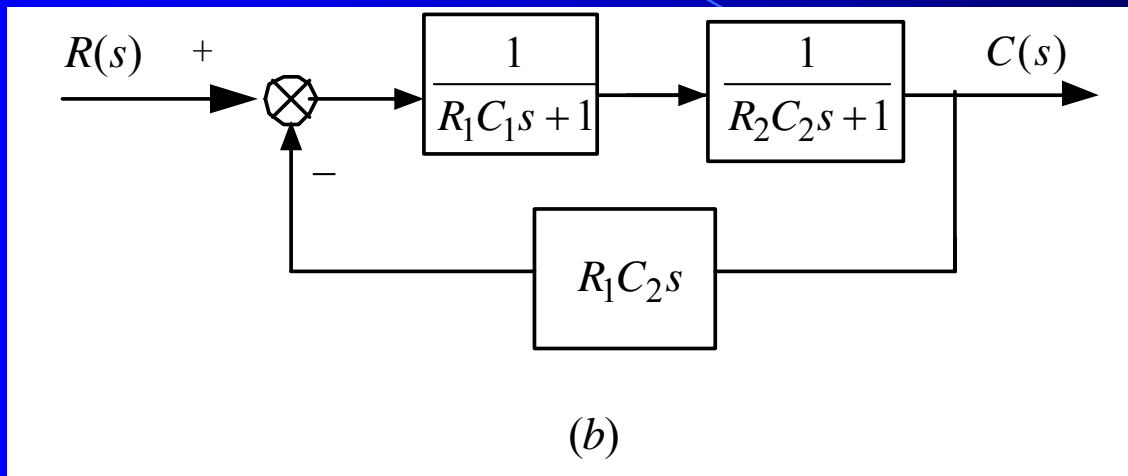 R(s) + 1/(R₁C₁s + 1) 1/(R₂C₂s + 1) C(s)
−
R₁C₂s
(b)